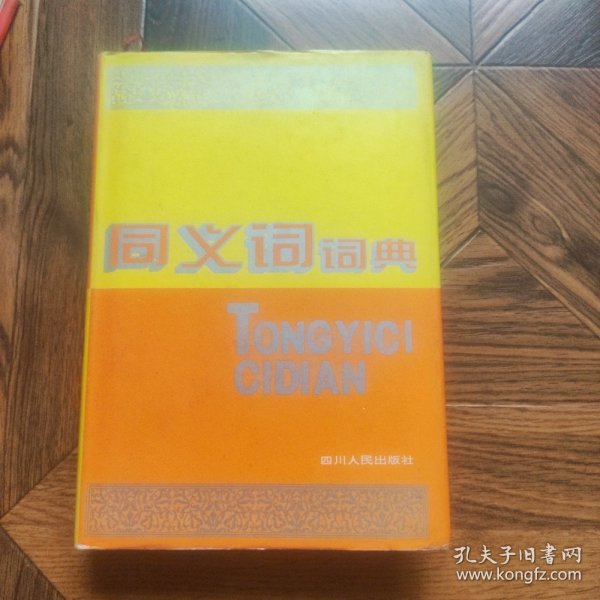 同义词词典
TONGYICI
CIDIAN
四川人民出版社
孔夫子旧书网
www.kongfz.com